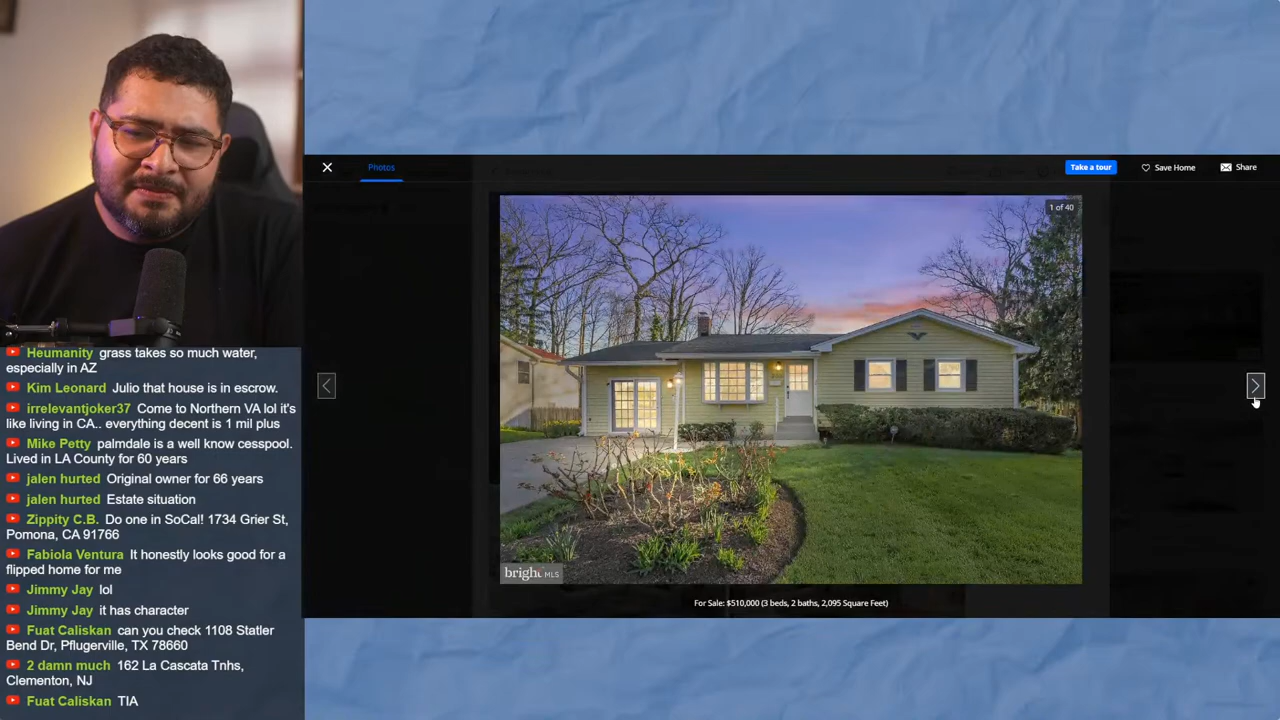 Photos
Take a tour
Save Home
Share
1 of 40
bright MLS
For Sale: $510,000 (3 beds, 2 baths, 2,095 Square Feet)
Heumanity grass takes so much water,
especially in AZ
Kim Leonard Julio that house is in escrow.
irrelevantjoker37 Come to Northern VA lol it's
like living in CA.. everything decent is 1 mil plus
Mike Petty palmdale is a well know cesspool.
Lived in LA County for 60 years
jalen hurted Original owner for 66 years
jalen hurted Estate situation
Zippity C.B. Do one in SoCal! 1734 Grier St,
Pomona, CA 91766
Fabiola Ventura It honestly looks good for a
flipped home for me
Jimmy Jay lol
Jimmy Jay it has character
Fuat Caliskan can you check 1108 Statler
Bend Dr, Pflugerville, TX 78660
2 damn much 162 La Cascata Tnhs,
Clementon, NJ
Fuat Caliskan TIA